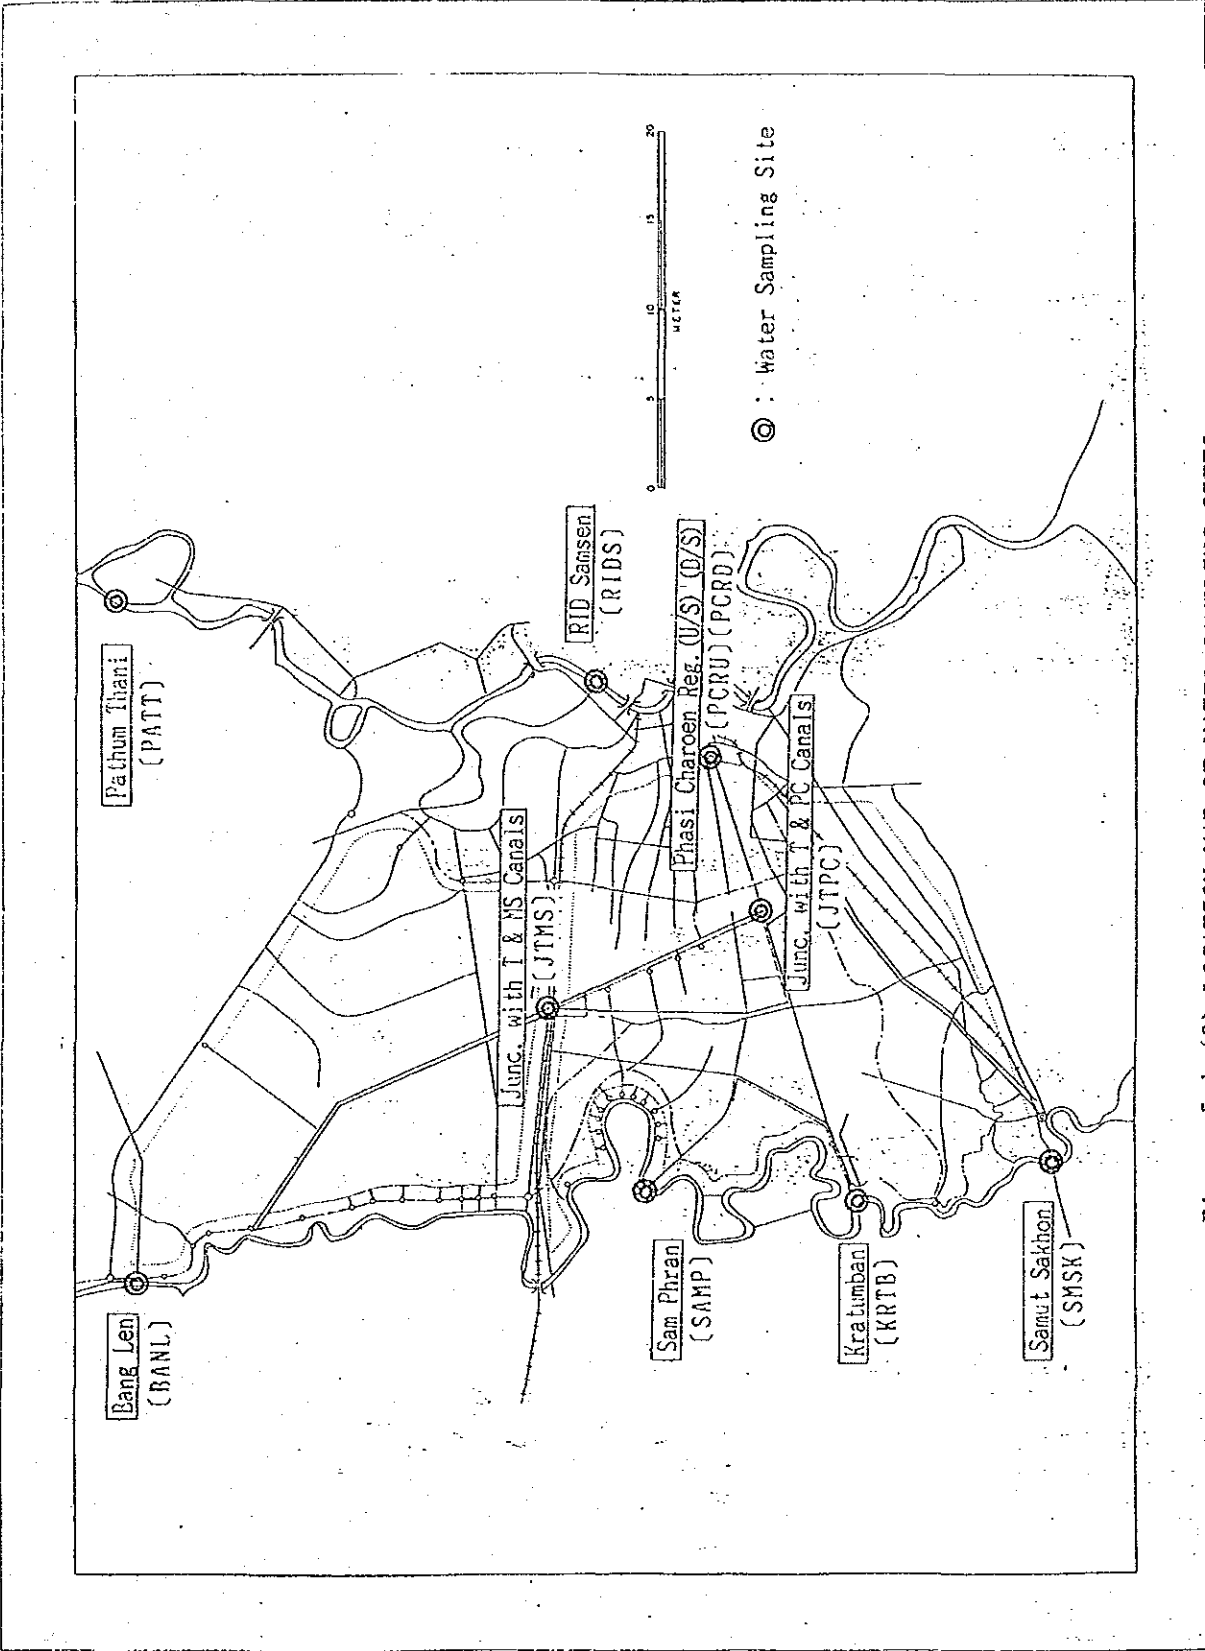 Pathum Thani
(PATT)
Bang Len
(BANL)
RID Samsen
(RIDS)
Junc. with T & MS Canals
(JTMS)
Phasi Charoen Reg. (U/S) (D/S)
(PCRU)(PCRD)
Junc. with T & PC Canals
(JTPC)
Sam Phran
(SAMP)
Kratumban
(KRTB)
Samut Sakhon
(SMSK)
0 5 10 15 20
METER
◎ : Water Sampling Site